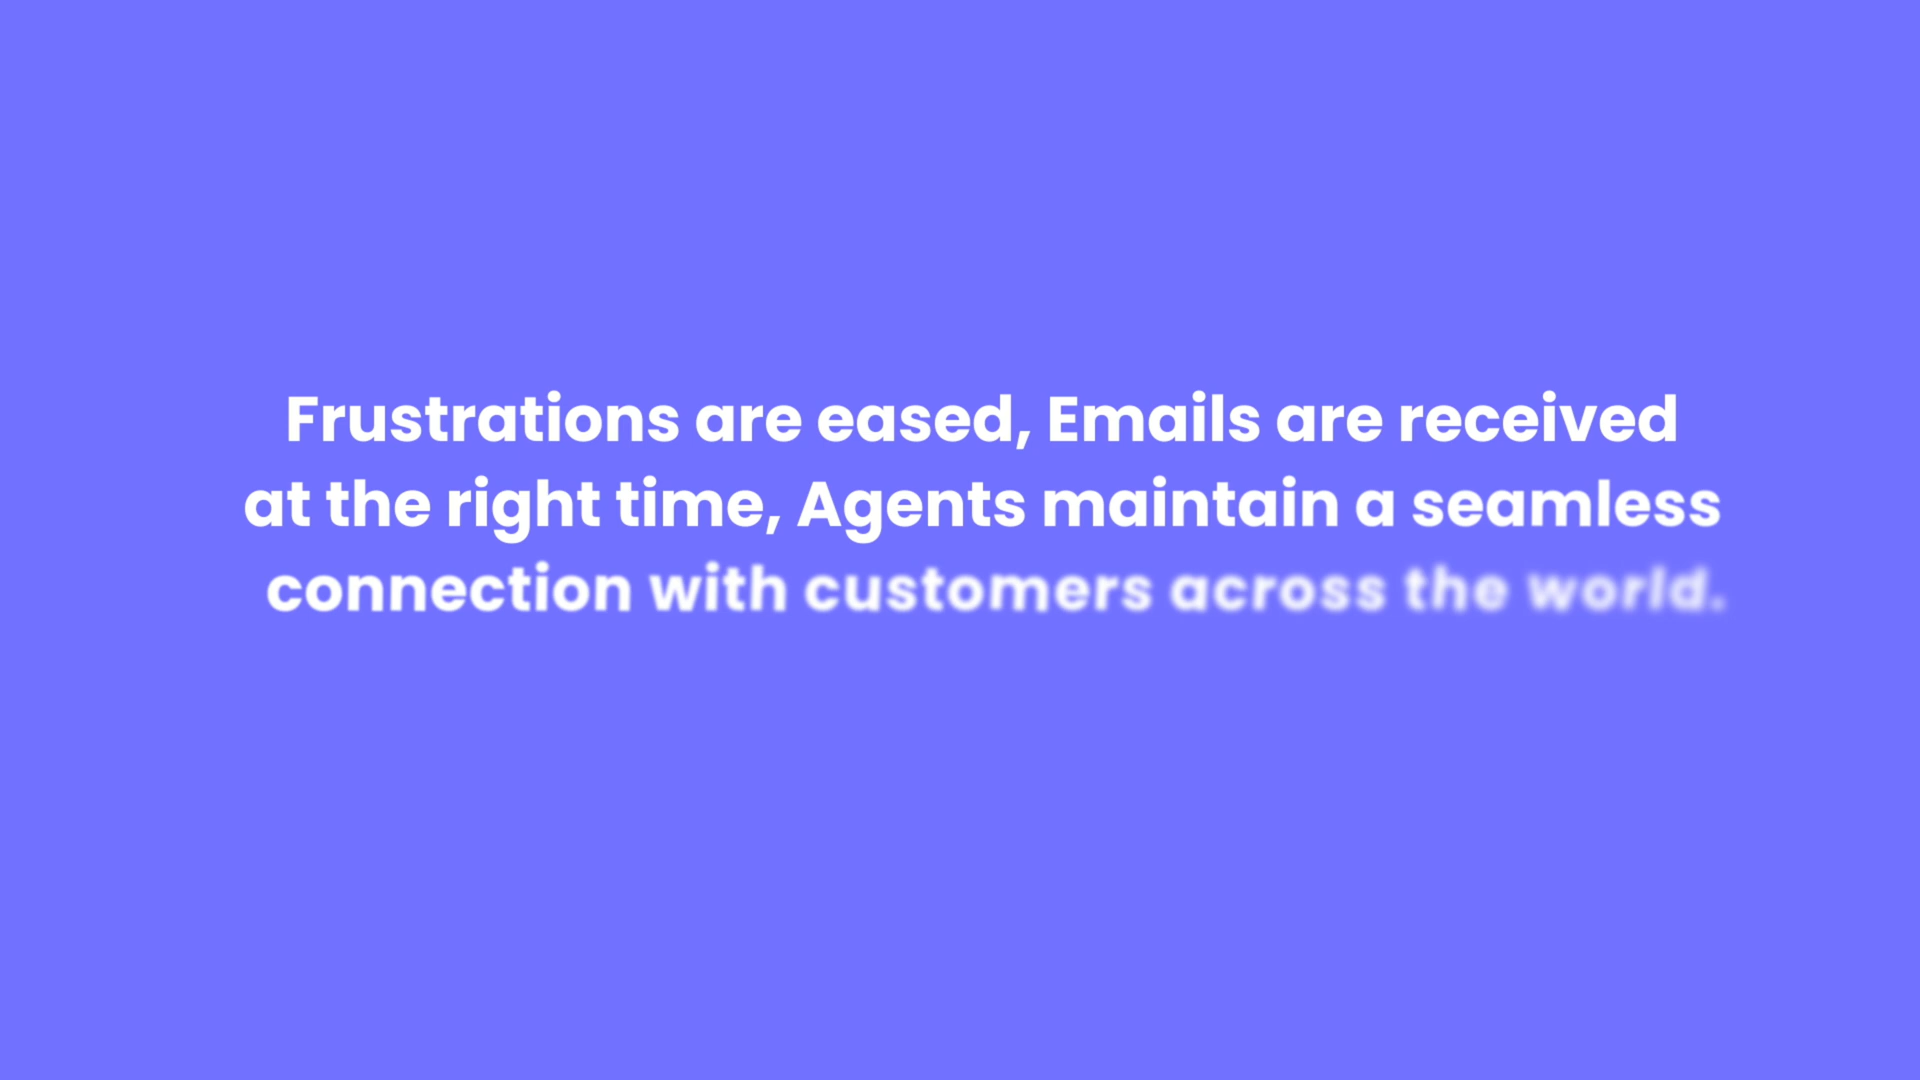 Frustrations are eased, Emails are received
at the right time, Agents maintain a seamless
connection with customers across the world.